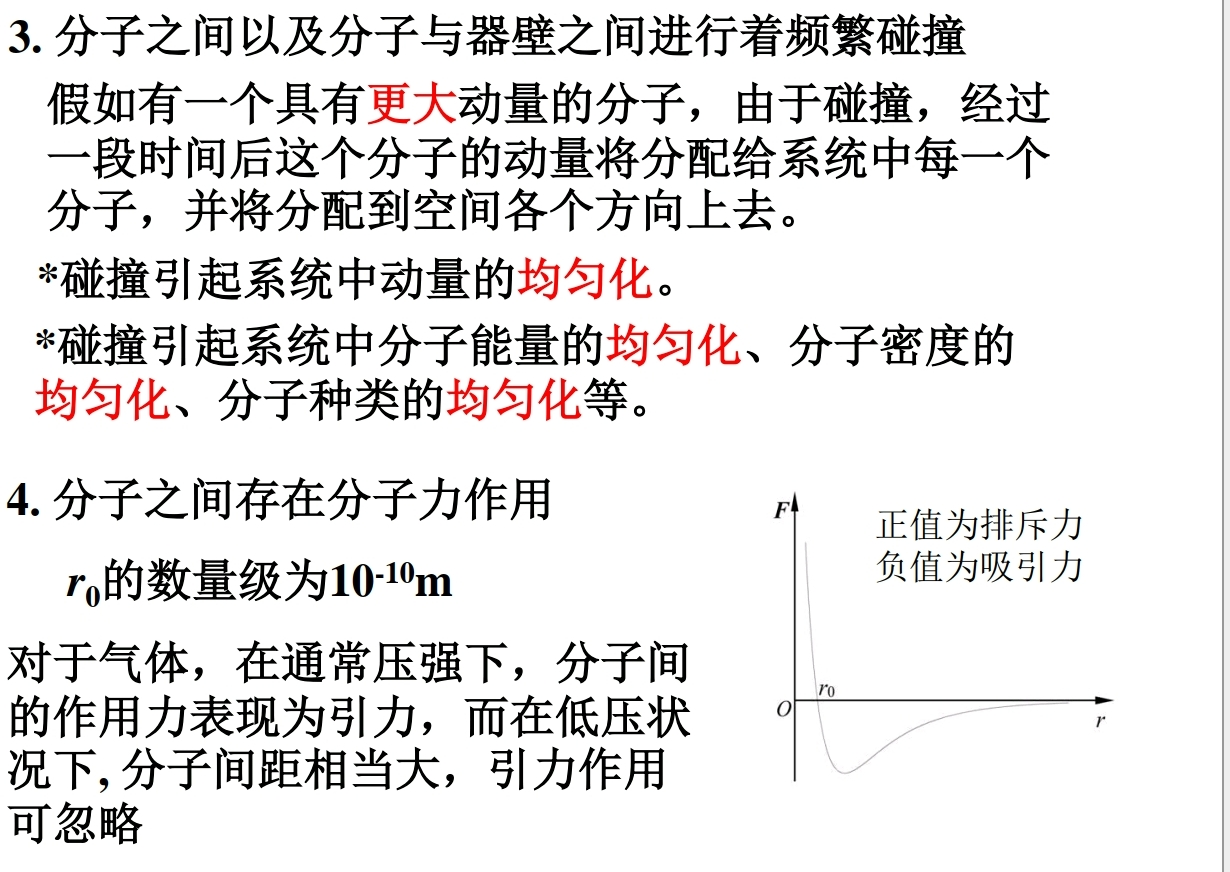 3. 分子之间以及分子与器壁之间进行着频繁碰撞
假如有一个具有更大动量的分子，由于碰撞，经过
一段时间后这个分子的动量将分配给系统中每一个
分子，并将分配到空间各个方向上去。
*碰撞引起系统中动量的均匀化。
*碰撞引起系统中分子能量的均匀化、分子密度的
均匀化、分子种类的均匀化等。
4. 分子之间存在分子力作用
r₀的数量级为10⁻¹⁰m
对于气体，在通常压强下，分子间
的作用力表现为引力，而在低压状
况下, 分子间距相当大，引力作用
可忽略
F
正值为排斥力
负值为吸引力
r₀
O
r